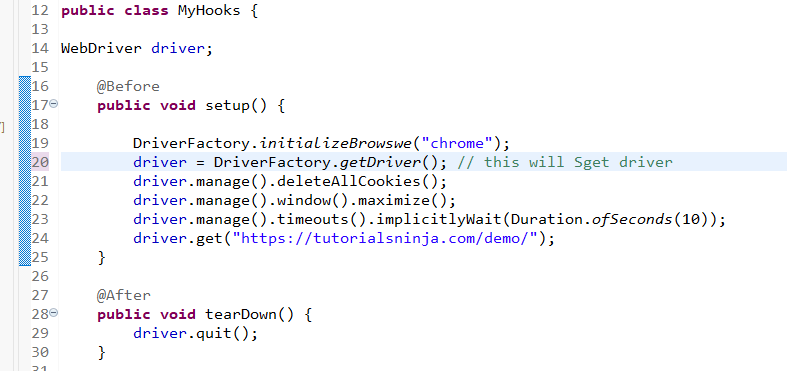 12 public class MyHooks {
13
14 WebDriver driver;
15
16 @Before
17 public void setup() {
18
19 DriverFactory.initializeBrowswe("chrome");
20 driver = DriverFactory.getDriver(); // this will Sget driver
21 driver.manage().deleteAllCookies();
22 driver.manage().window().maximize();
23 driver.manage().timeouts().implicitlyWait(Duration.ofSeconds(10));
24 driver.get("https://tutorialsninja.com/demo/");
25 }
26
27 @After
28 public void tearDown() {
29 driver.quit();
30 }
31